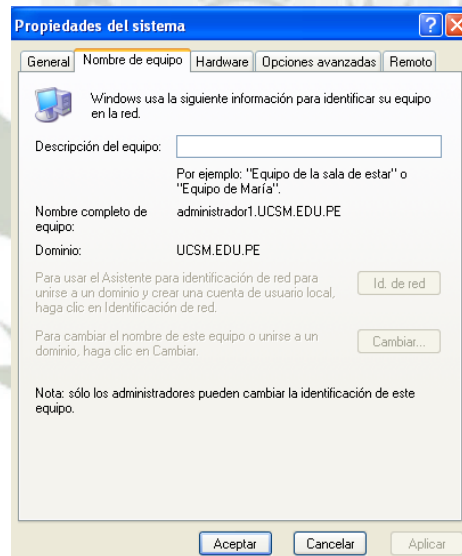 Propiedades del sistema
General
Nombre de equipo
Hardware
Opciones avanzadas
Remoto
Windows usa la siguiente información para identificar su equipo
en la red.
Descripción del equipo:
Por ejemplo: "Equipo de la sala de estar" o
"Equipo de María".
Nombre completo de
equipo:
administrador1.UCSM.EDU.PE
Dominio:
UCSM.EDU.PE
Para usar el Asistente para identificación de red para
unirse a un dominio y crear una cuenta de usuario local,
haga clic en Identificación de red.
Id. de red
Para cambiar el nombre de este equipo o unirse a un
dominio, haga clic en Cambiar.
Cambiar...
Nota: sólo los administradores pueden cambiar la identificación de este
equipo.
Aceptar
Cancelar
Aplicar